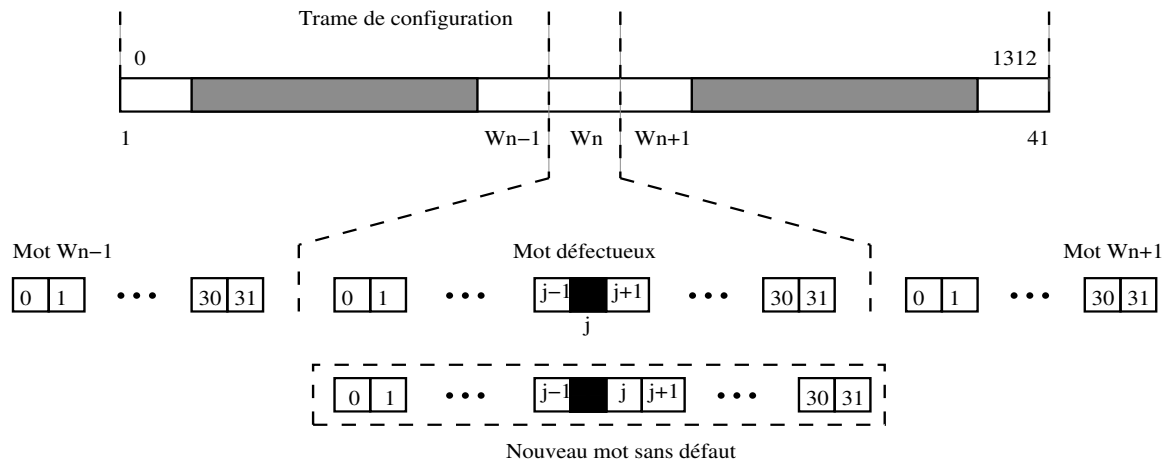 Trame de configuration
0 1312
1 Wn−1 Wn Wn+1 41
Mot Wn−1 Mot défectueux Mot Wn+1
0 1 ••• 30 31 0 1 ••• j−1 j+1 ••• 30 31 0 1 ••• 30 31
j
0 1 ••• j−1 j j+1 ••• 30 31
Nouveau mot sans défaut